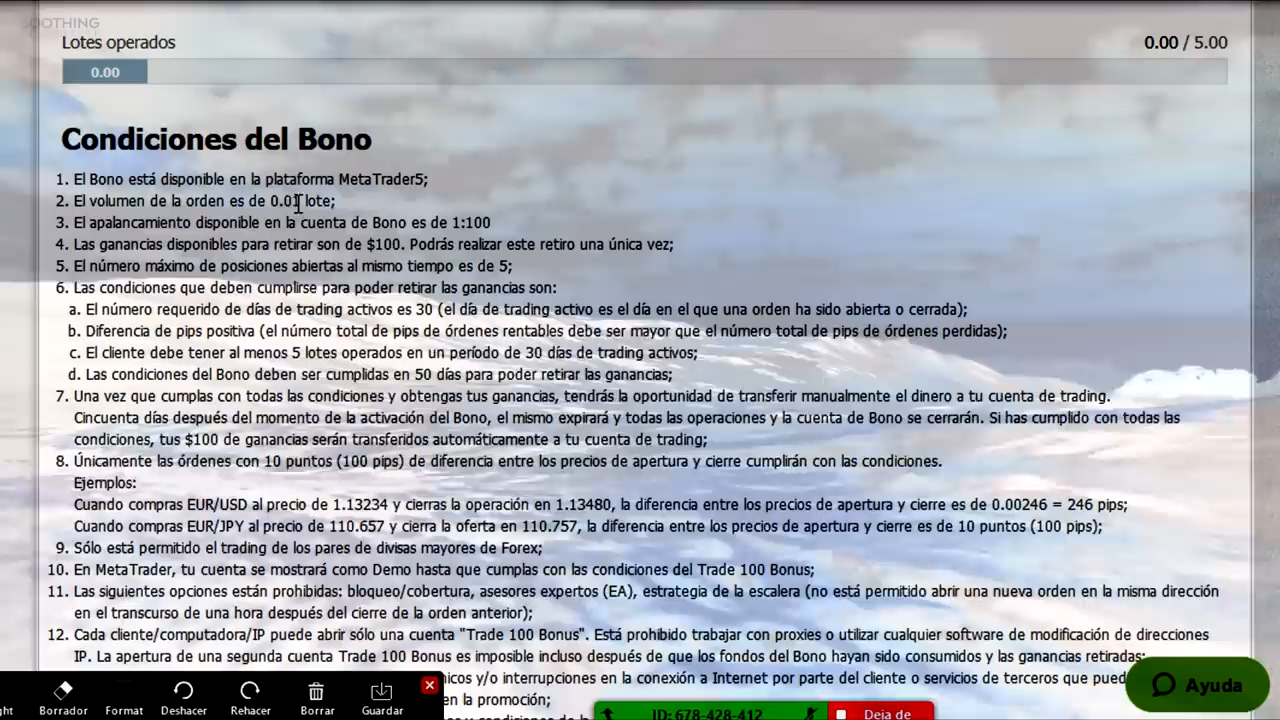 OOTHING
Lotes operados
0.00 / 5.00
0.00
Condiciones del Bono
1. El Bono está disponible en la plataforma MetaTrader5;
2. El volumen de la orden es de 0.01 lote;
3. El apalancamiento disponible en la cuenta de Bono es de 1:100
4. Las ganancias disponibles para retirar son de $100. Podrás realizar este retiro una única vez;
5. El número máximo de posiciones abiertas al mismo tiempo es de 5;
6. Las condiciones que deben cumplirse para poder retirar las ganancias son:
a. El número requerido de días de trading activos es 30 (el día de trading activo es el día en el que una orden ha sido abierta o cerrada);
b. Diferencia de pips positiva (el número total de pips de órdenes rentables debe ser mayor que el número total de pips de órdenes perdidas);
c. El cliente debe tener al menos 5 lotes operados en un período de 30 días de trading activos;
d. Las condiciones del Bono deben ser cumplidas en 50 días para poder retirar las ganancias;
7. Una vez que cumplas con todas las condiciones y obtengas tus ganancias, tendrás la oportunidad de transferir manualmente el dinero a tu cuenta de trading.
Cincuenta días después del momento de la activación del Bono, el mismo expirará y todas las operaciones y la cuenta de Bono se cerrarán. Si has cumplido con todas las
condiciones, tus $100 de ganancias serán transferidos automáticamente a tu cuenta de trading;
8. Únicamente las órdenes con 10 puntos (100 pips) de diferencia entre los precios de apertura y cierre cumplirán con las condiciones.
Ejemplos:
Cuando compras EUR/USD al precio de 1.13234 y cierras la operación en 1.13480, la diferencia entre los precios de apertura y cierre es de 0.00246 = 246 pips;
Cuando compras EUR/JPY al precio de 110.657 y cierra la oferta en 110.757, la diferencia entre los precios de apertura y cierre es de 10 puntos (100 pips);
9. Sólo está permitido el trading de los pares de divisas mayores de Forex;
10. En MetaTrader, tu cuenta se mostrará como Demo hasta que cumplas con las condiciones del Trade 100 Bonus;
11. Las siguientes opciones están prohibidas: bloqueo/cobertura, asesores expertos (EA), estrategia de la escalera (no está permitido abrir una nueva orden en la misma dirección
en el transcurso de una hora después del cierre de la orden anterior);
12. Cada cliente/computadora/IP puede abrir sólo una cuenta "Trade 100 Bonus". Está prohibido trabajar con proxies o utilizar cualquier software de modificación de direcciones
IP. La apertura de una segunda cuenta Trade 100 Bonus es imposible incluso después de que los fondos del Bono hayan sido consumidos y las ganancias retiradas;
nicos y/o interrupciones en la conexión a Internet por parte del cliente o servicios de terceros que pued
en la promoción;
Ayuda
ght Borrador Format Deshacer Rehacer Borrar Guardar
ID: 678-428-412
Deja de